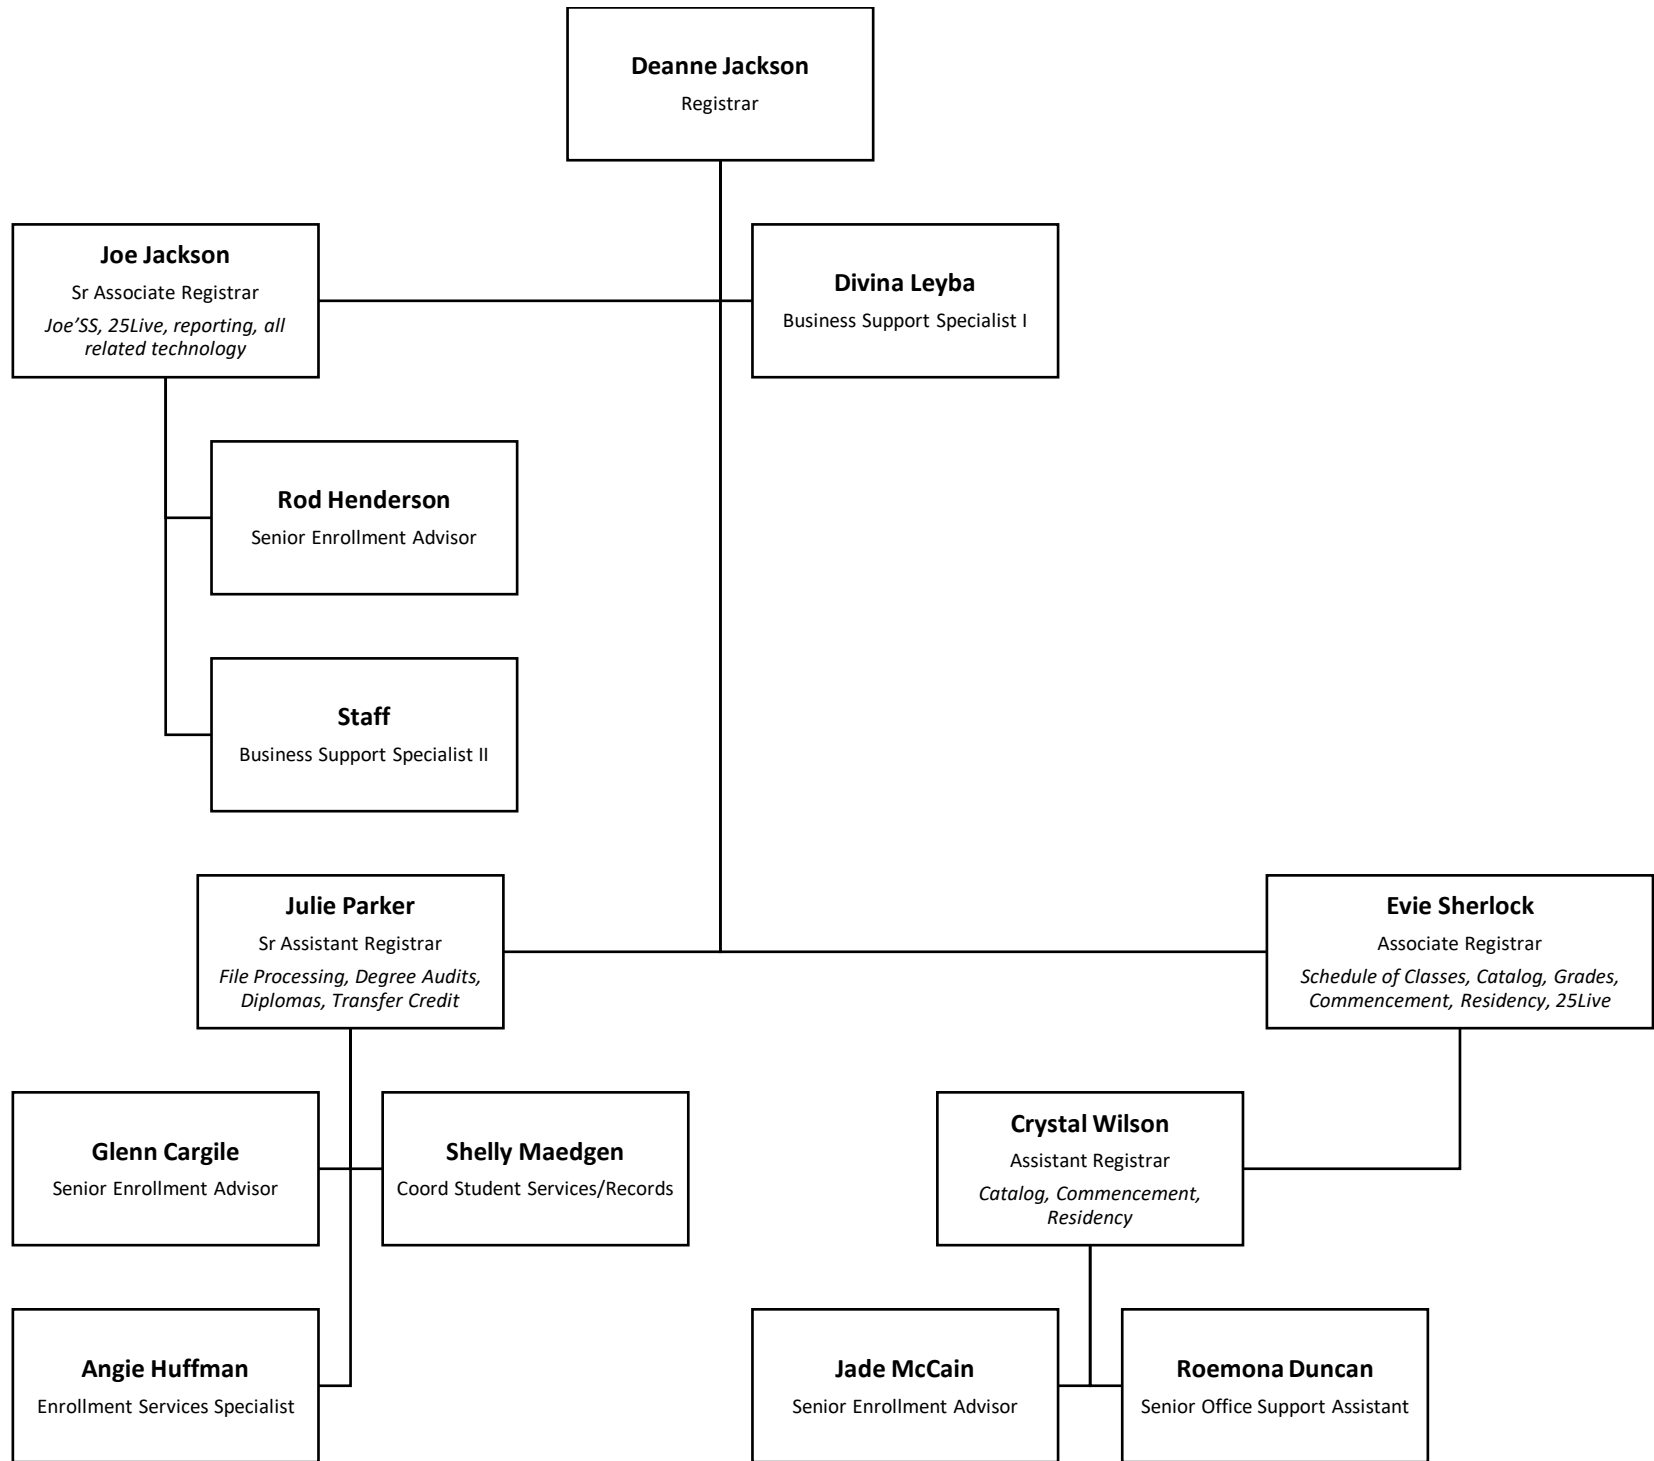 Deanne Jackson
Registrar
Joe Jackson
Sr Associate Registrar
Joe’SS, 25Live, reporting, all
related technology
Divina Leyba
Business Support Specialist I
Rod Henderson
Senior Enrollment Advisor
Staff
Business Support Specialist II
Julie Parker
Sr Assistant Registrar
File Processing, Degree Audits,
Diplomas, Transfer Credit
Evie Sherlock
Associate Registrar
Schedule of Classes, Catalog, Grades,
Commencement, Residency, 25Live
Glenn Cargile
Senior Enrollment Advisor
Shelly Maedgen
Coord Student Services/Records
Crystal Wilson
Assistant Registrar
Catalog, Commencement,
Residency
Angie Huffman
Enrollment Services Specialist
Jade McCain
Senior Enrollment Advisor
Roemona Duncan
Senior Office Support Assistant